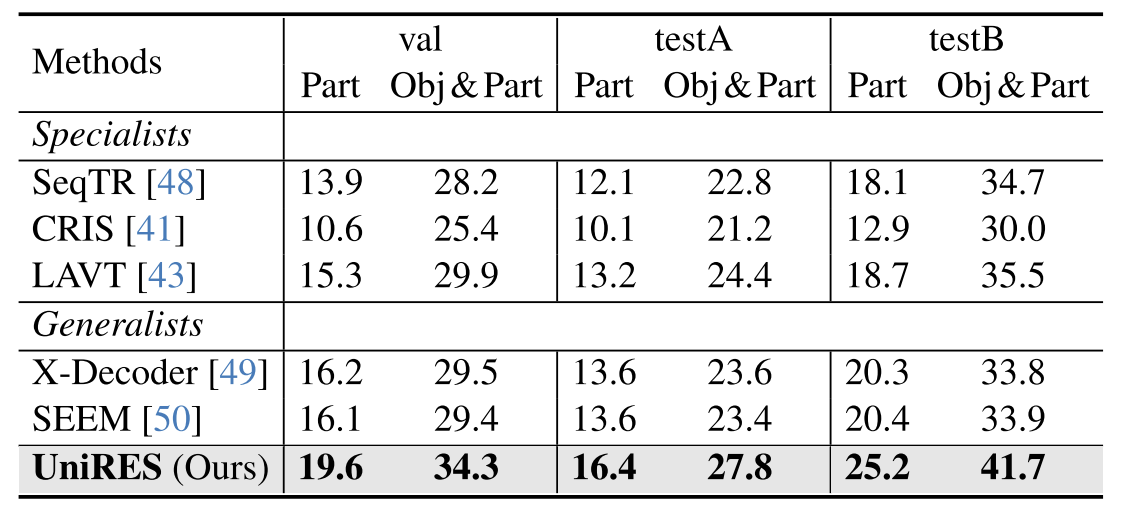 Methods val testA testB
Part Obj & Part Part Obj & Part Part Obj & Part
Specialists
SeqTR [48] 13.9 28.2 12.1 22.8 18.1 34.7
CRIS [41] 10.6 25.4 10.1 21.2 12.9 30.0
LAVT [43] 15.3 29.9 13.2 24.4 18.7 35.5
Generalists
X-Decoder [49] 16.2 29.5 13.6 23.6 20.3 33.8
SEEM [50] 16.1 29.4 13.6 23.4 20.4 33.9
UniRES (Ours) 19.6 34.3 16.4 27.8 25.2 41.7